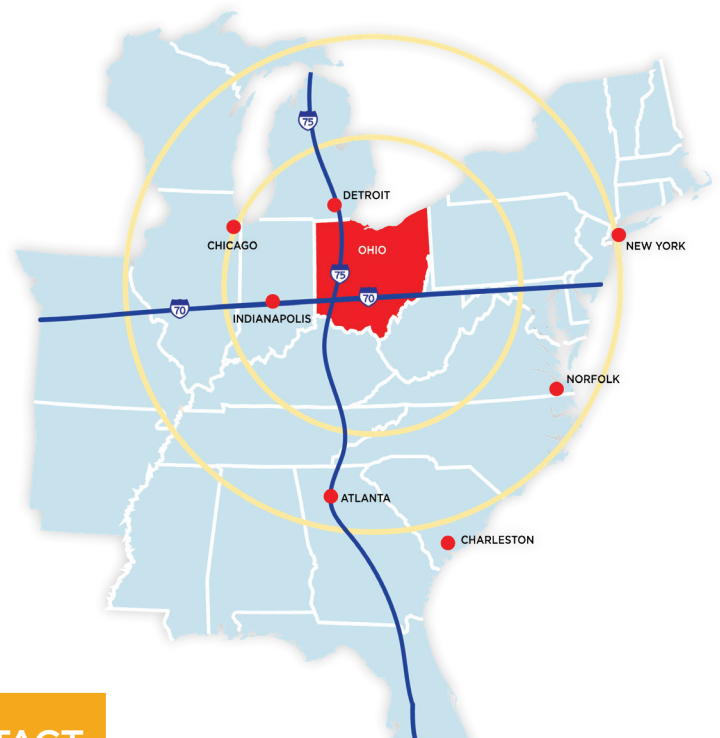 75
DETROIT
CHICAGO
OHIO
NEW YORK
75
70
70
INDIANAPOLIS
NORFOLK
ATLANTA
CHARLESTON